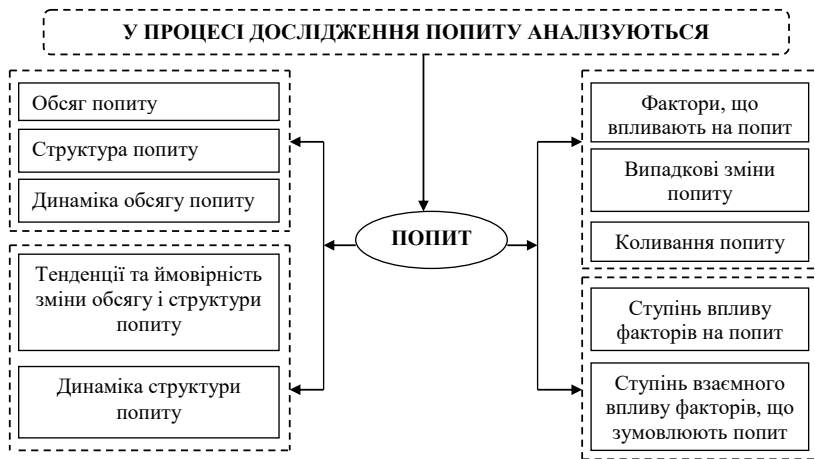 У ПРОЦЕСІ ДОСЛІДЖЕННЯ ПОПИТУ АНАЛІЗУЮТЬСЯ
Обсяг попиту
Структура попиту
Динаміка обсягу попиту
Тенденції та ймовірність
зміни обсягу і структури
попиту
Динаміка структури
попиту
ПОПИТ
Фактори, що
впливають на попит
Випадкові зміни
попиту
Коливання попиту
Ступінь впливу
факторів на попит
Ступінь взаємного
впливу факторів, що
зумовлюють попит